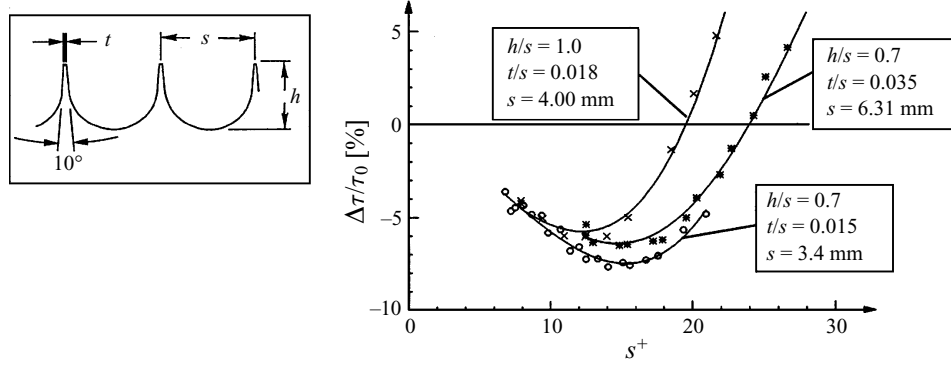 t
s
h
10°
5
0
−5
−10
Δτ/τ₀ [%]
h/s = 1.0
t/s = 0.018
s = 4.00 mm
h/s = 0.7
t/s = 0.035
s = 6.31 mm
h/s = 0.7
t/s = 0.015
s = 3.4 mm
0
10
20
30
s⁺